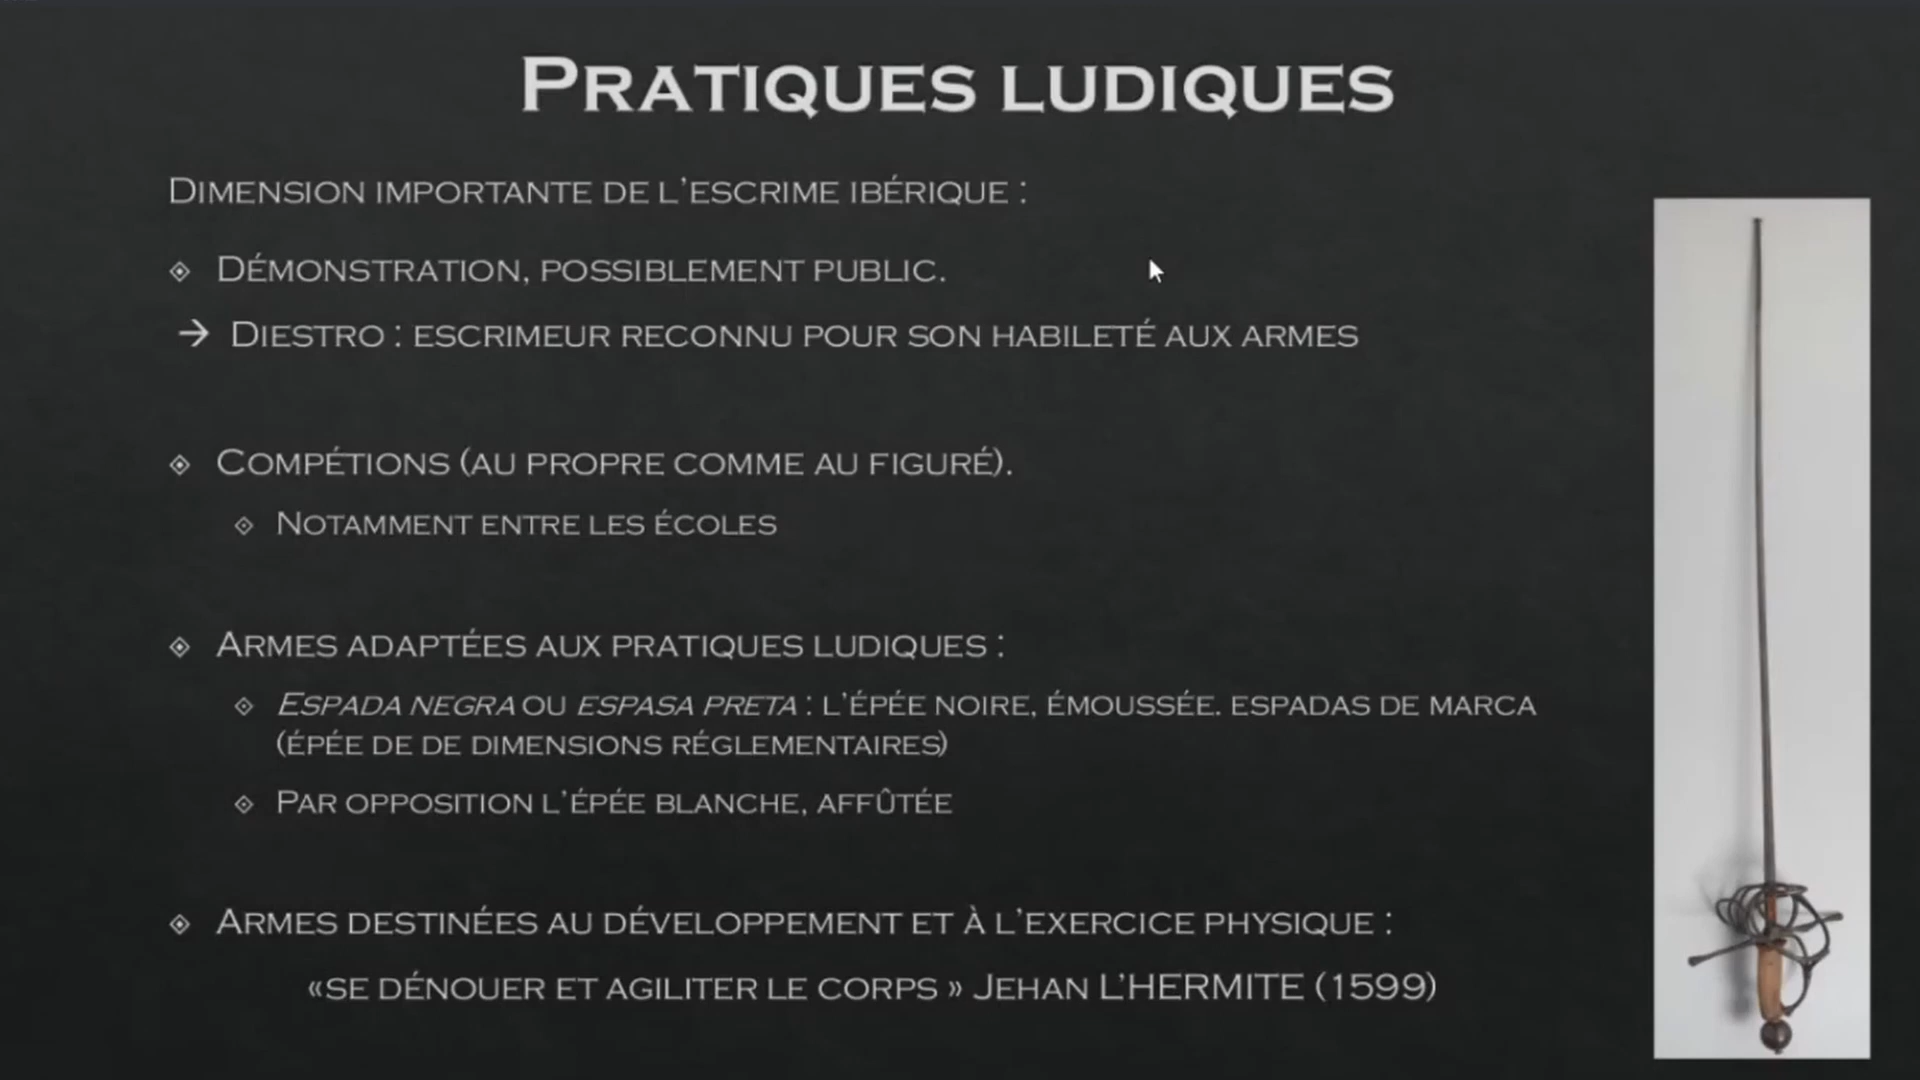 Pratiques ludiques
Dimension importante de l'escrime ibérique :
Démonstration, possiblement public.
→ Diestro : escrimeur reconnu pour son habileté aux armes
Compétions (au propre comme au figuré).
Notamment entre les écoles
Armes adaptées aux pratiques ludiques :
Espada negra ou espasa preta : l'épée noire, émoussée. espadas de marca
(épée de de dimensions réglementaires)
Par opposition l'épée blanche, affûtée
Armes destinées au développement et à l'exercice physique :
«se dénouer et agiliter le corps » Jehan L'HERMITE (1599)